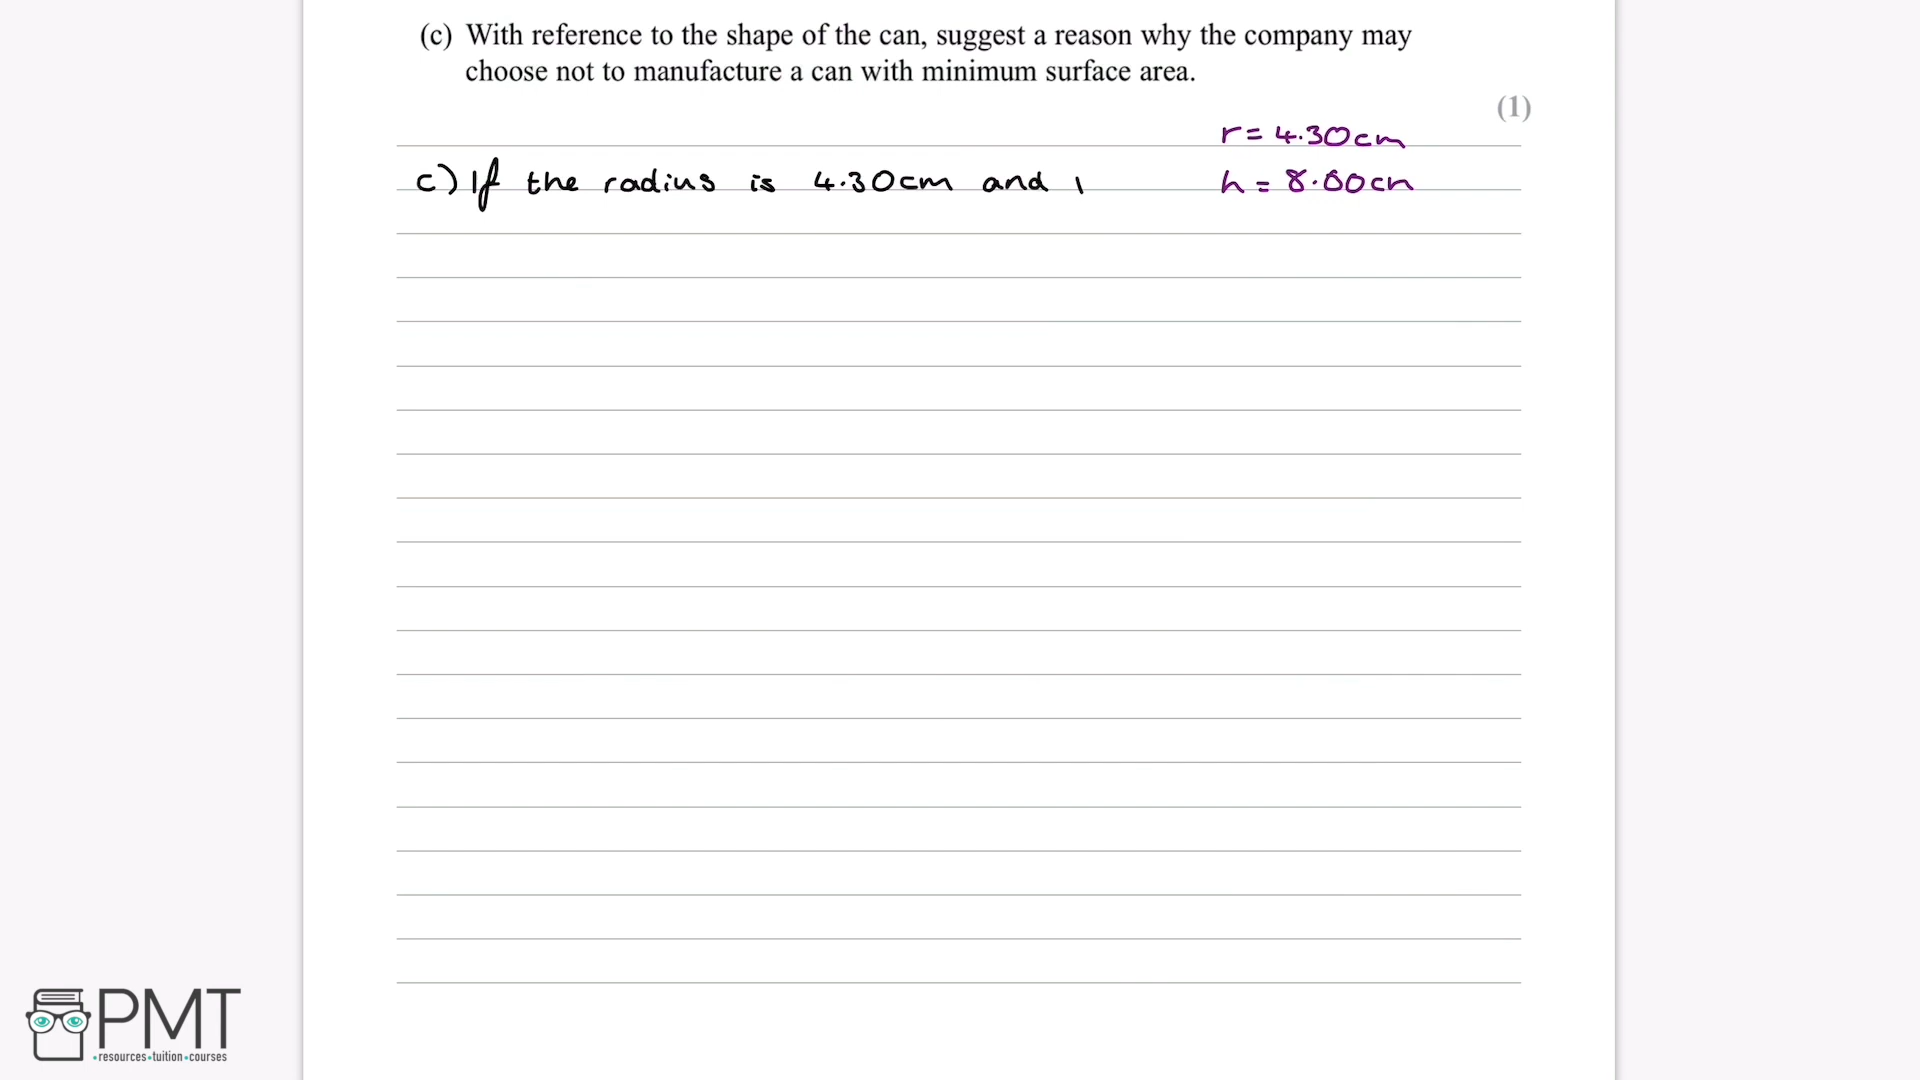 (c) With reference to the shape of the can, suggest a reason why the company may
choose not to manufacture a can with minimum surface area.
(1)
r = 4.30cm
c) If the radius is 4.30cm and
h = 8.60cm
PMT
•resources•tuition•courses